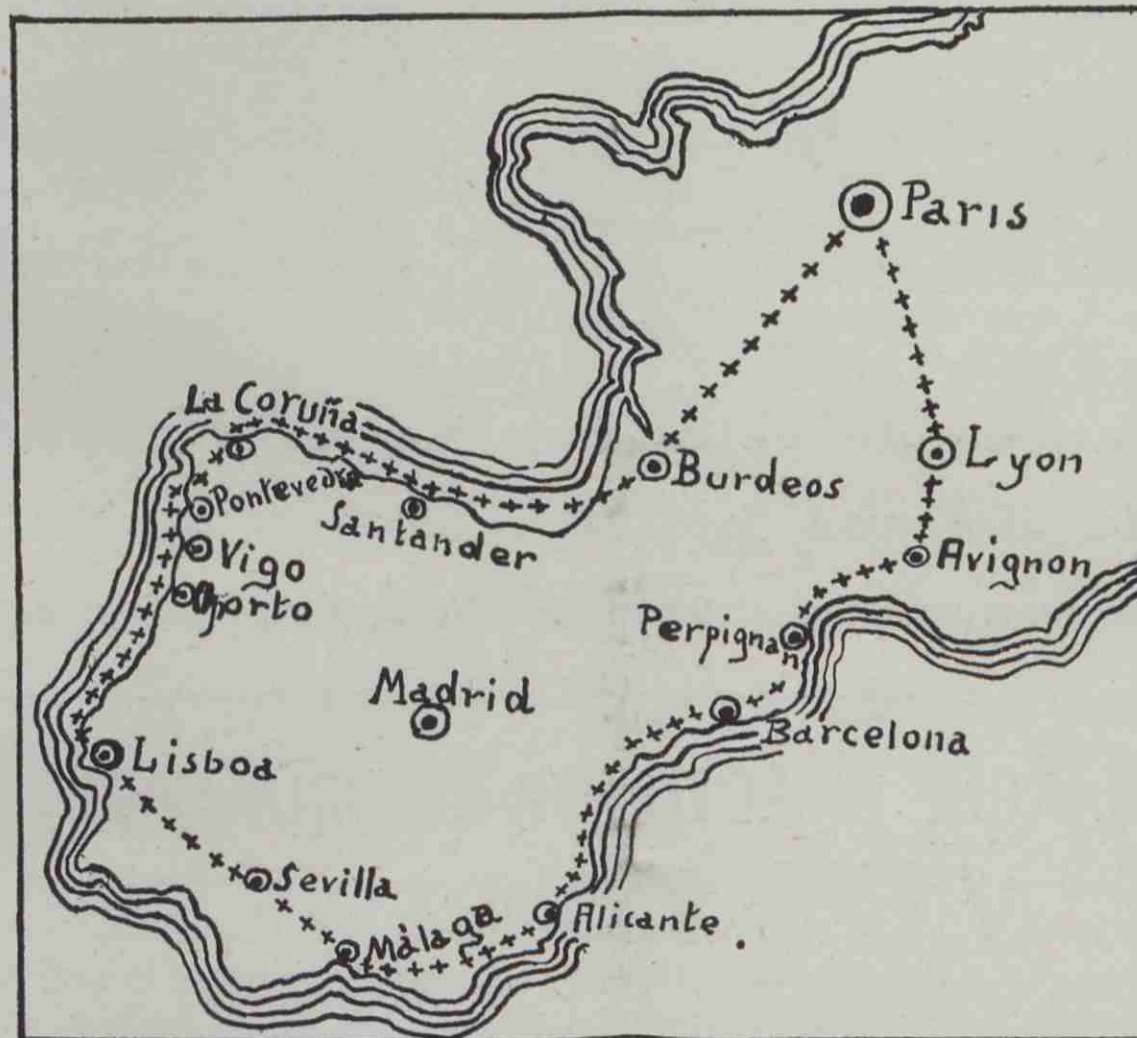 Paris
La Coruña
Lyon
Burdeos
Pontevedra
Santander
Vigo
Avignon
Oporto
Perpignan
Madrid
Barcelona
Lisboa
Sevilla
Alicante.
Màlaga